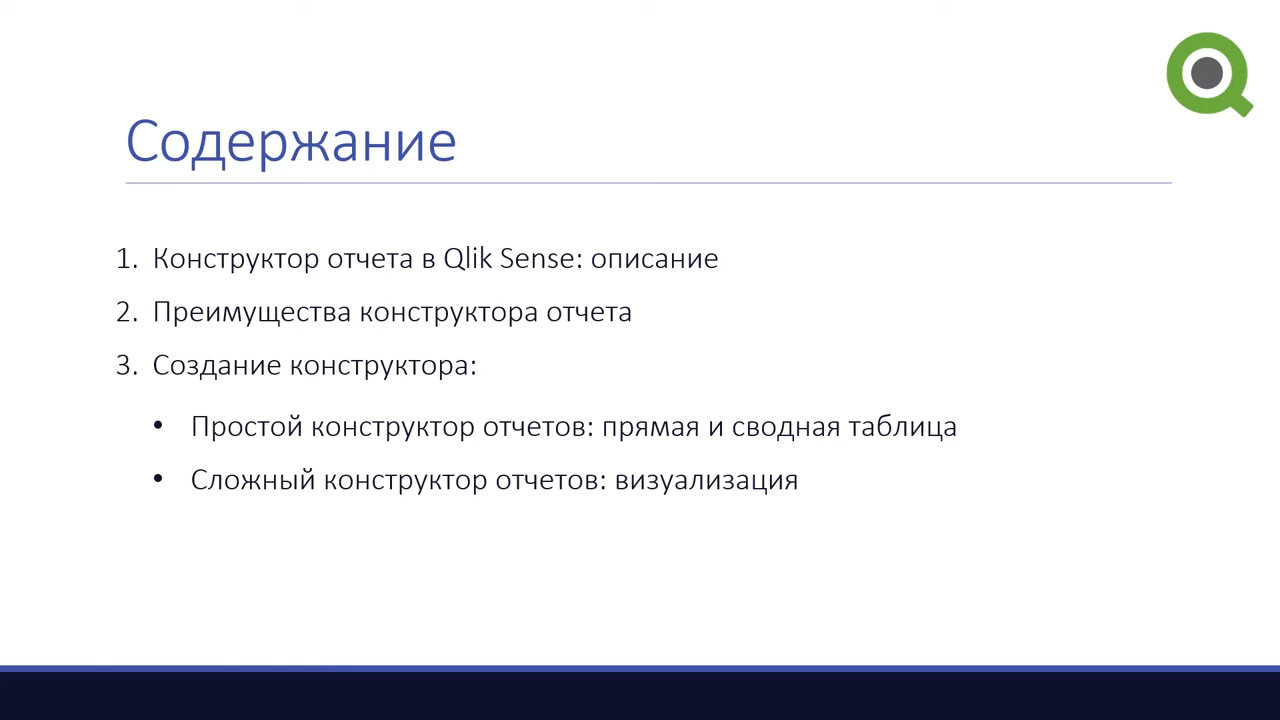 Содержание
1. Конструктор отчета в Qlik Sense: описание
2. Преимущества конструктора отчета
3. Создание конструктора:
• Простой конструктор отчетов: прямая и сводная таблица
• Сложный конструктор отчетов: визуализация